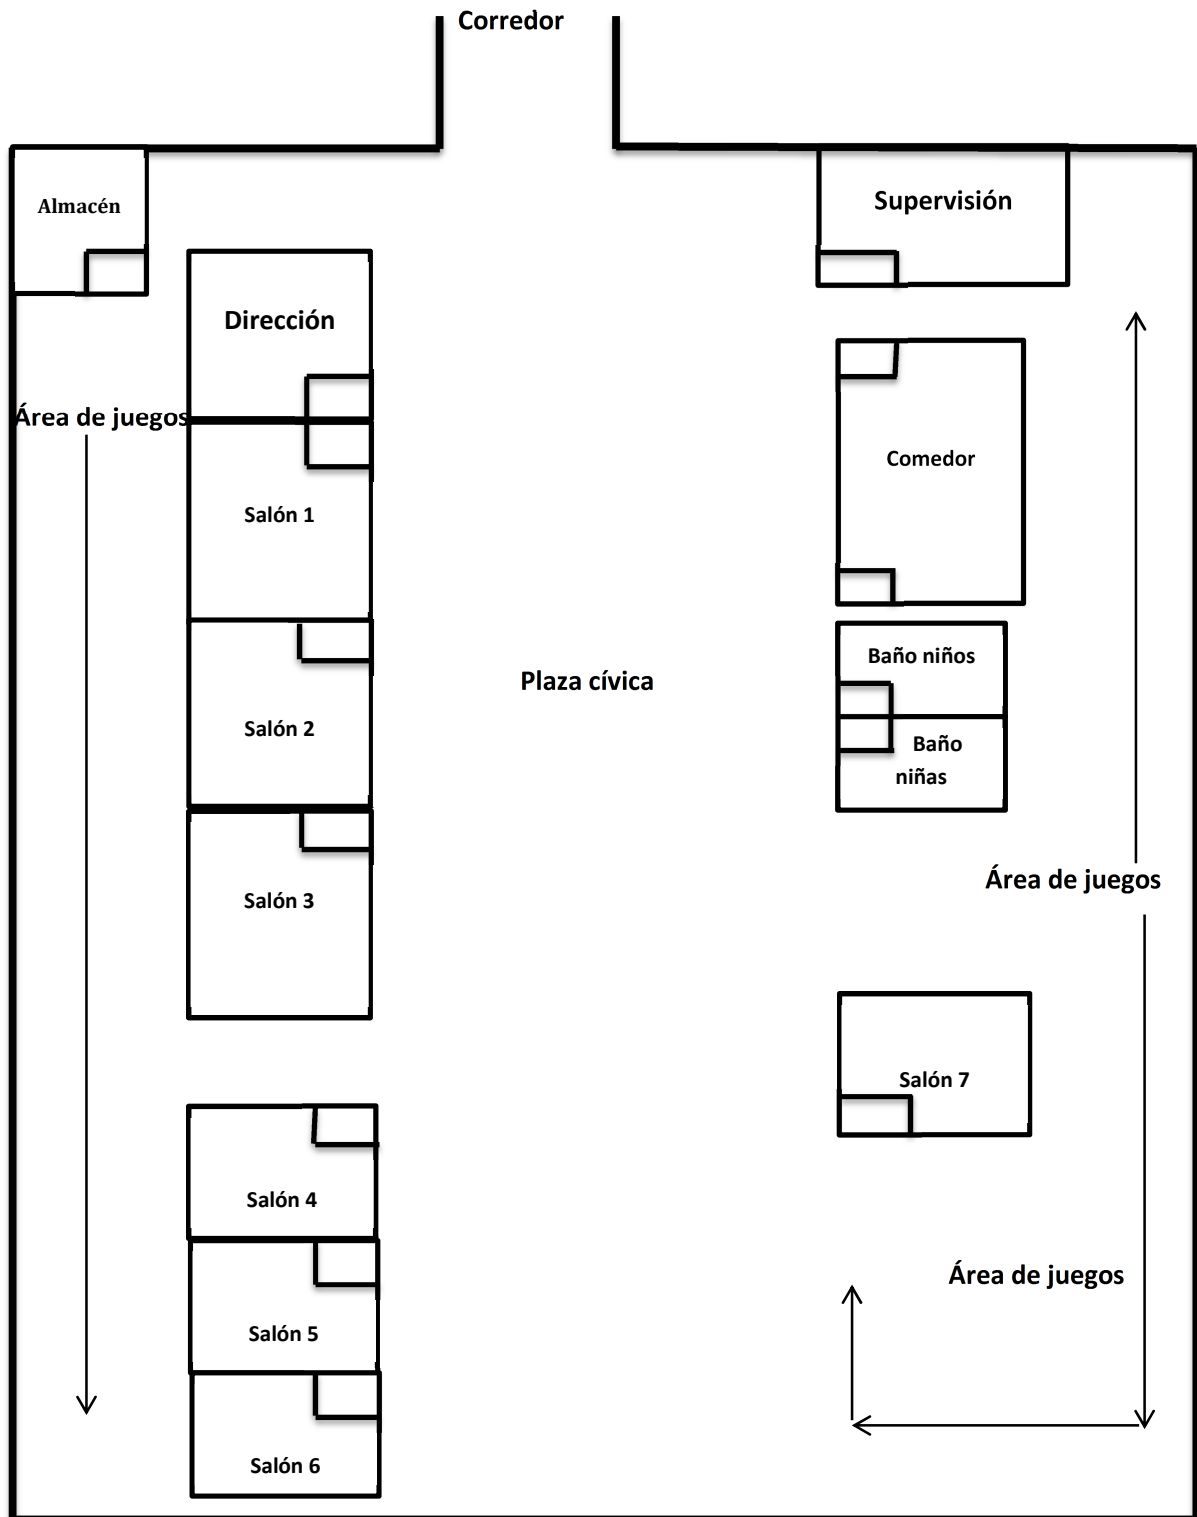 Corredor
Almacén
Supervisión
Dirección
Área de juegos
Comedor
Salón 1
Baño niños
Plaza cívica
Salón 2
Baño
niñas
Área de juegos
Salón 3
Salón 7
Salón 4
Área de juegos
Salón 5
Salón 6